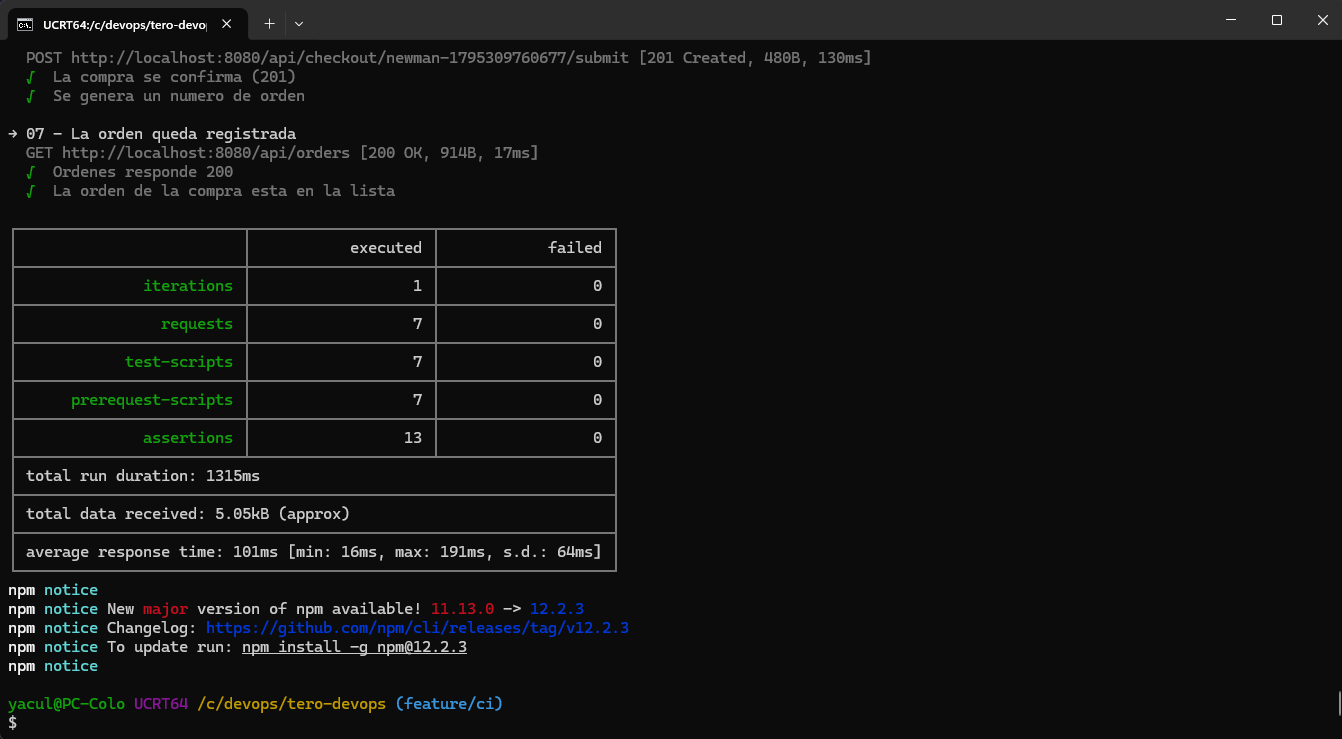 UCRT64:/c/devops/tero-devo
POST http://localhost:8080/api/checkout/newman-1795309760677/submit [201 Created, 480B, 130ms]
√ La compra se confirma (201)
√ Se genera un numero de orden
→ 07 - La orden queda registrada
GET http://localhost:8080/api/orders [200 OK, 914B, 17ms]
√ Ordenes responde 200
√ La orden de la compra esta en la lista
executed failed
iterations 1 0
requests 7 0
test-scripts 7 0
prerequest-scripts 7 0
assertions 13 0
total run duration: 1315ms
total data received: 5.05kB (approx)
average response time: 101ms [min: 16ms, max: 191ms, s.d.: 64ms]
npm notice
npm notice New major version of npm available! 11.13.0 -> 12.2.3
npm notice Changelog: https://github.com/npm/cli/releases/tag/v12.2.3
npm notice To update run: npm install -g npm@12.2.3
npm notice
yacul@PC-Colo UCRT64 /c/devops/tero-devops (feature/ci)
$